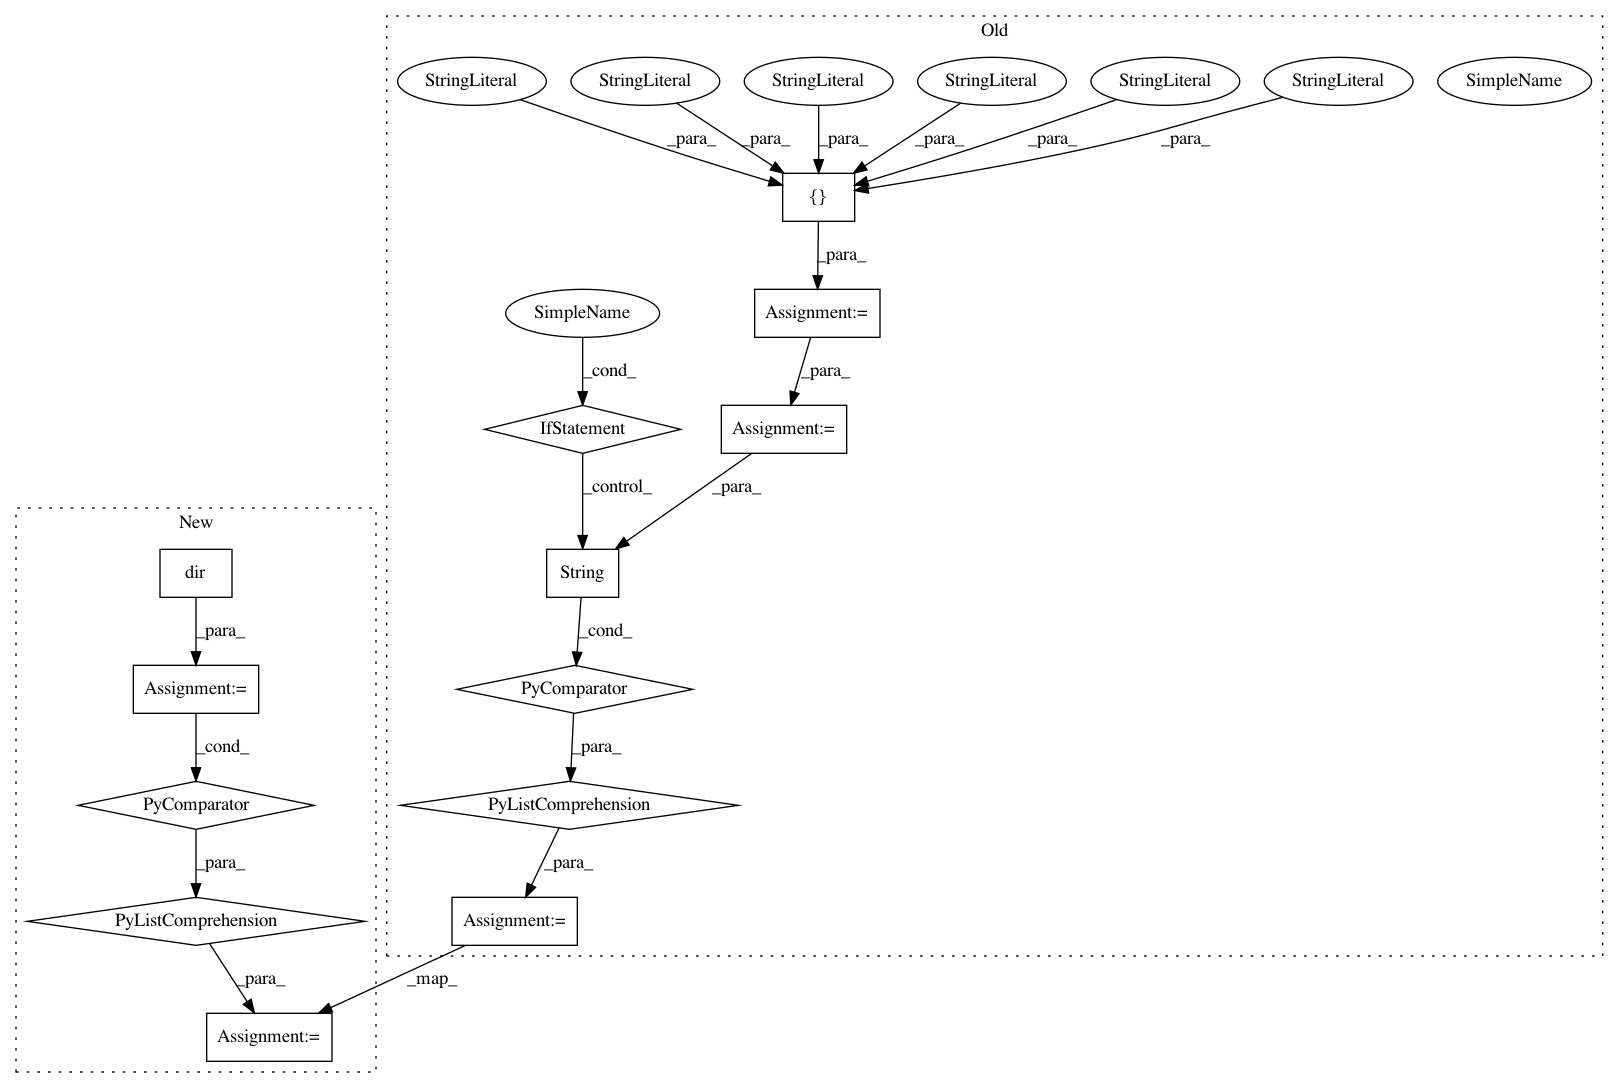 Old
StringLiteral StringLiteral StringLiteral StringLiteral StringLiteral StringLiteral SimpleName
_para_ _para_ _para_ _para_ _para_ _para_
{}
_para_
SimpleName Assignment:=
_cond_ _para_
IfStatement Assignment:=
_control_ _para_
New
dir String
_para_ _cond_
Assignment:= PyComparator
_cond_ _para_
PyComparator PyListComprehension
_para_ _para_
PyListComprehension Assignment:=
_para_ _map_
Assignment:=